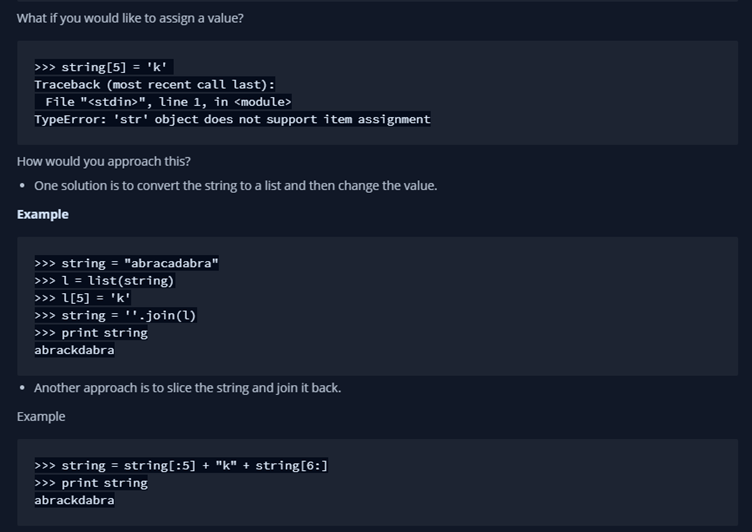 What if you would like to assign a value?
>>> string[5] = 'k'
Traceback (most recent call last):
  File "<stdin>", line 1, in <module>
TypeError: 'str' object does not support item assignment
How would you approach this?
• One solution is to convert the string to a list and then change the value.
Example
>>> string = "abracadabra"
>>> l = list(string)
>>> l[5] = 'k'
>>> string = ''.join(l)
>>> print string
abrackdabra
• Another approach is to slice the string and join it back.
Example
>>> string = string[:5] + "k" + string[6:]
>>> print string
abrackdabra